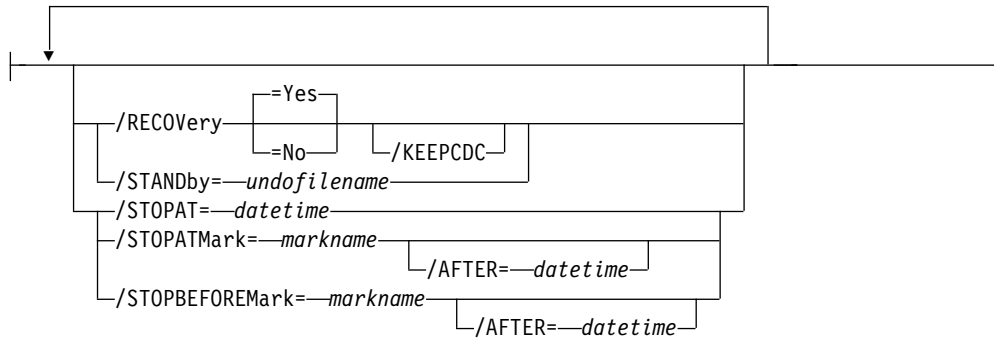 =Yes
/RECOVery
=No
/KEEPCDC
/STANDby= undofilename
/STOPAT= datetime
/STOPATMark= markname
/AFTER= datetime
/STOPBEFOREMark= markname
/AFTER= datetime